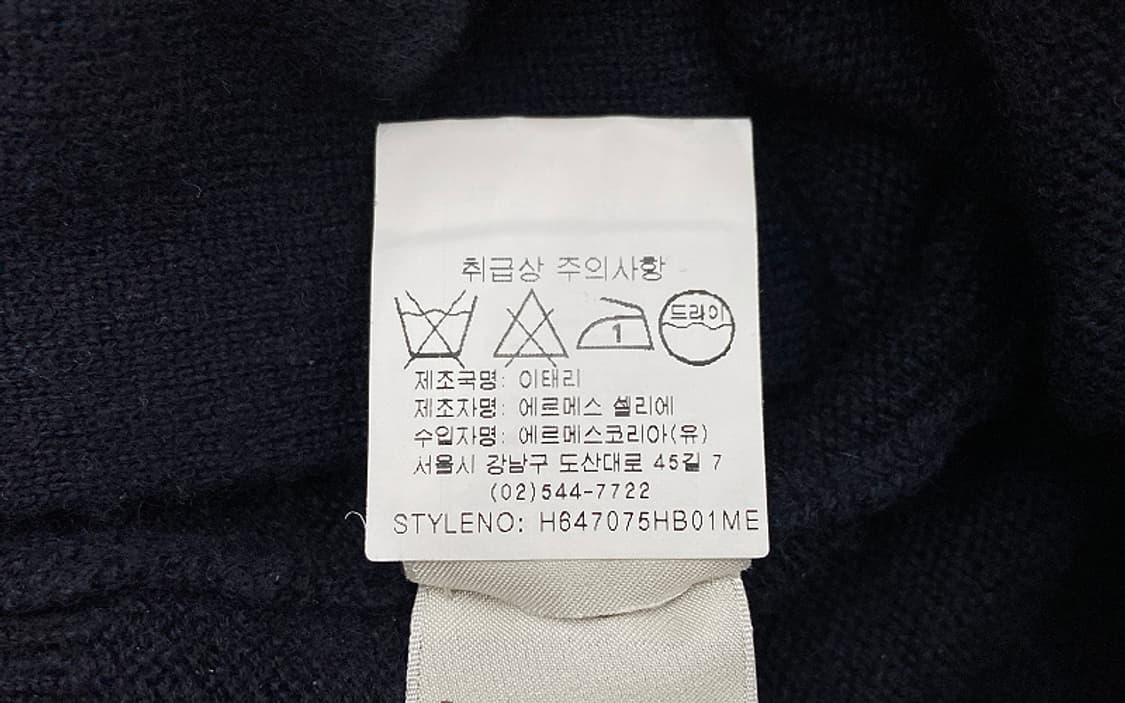 취급상 주의사항
1 드라이
제조국명: 이태리
제조자명: 에르메스 셀리에
수입자명: 에르메스코리아(유)
서울시 강남구 도산대로 45길 7
(02)544-7722
STYLENO: H647075HB01ME